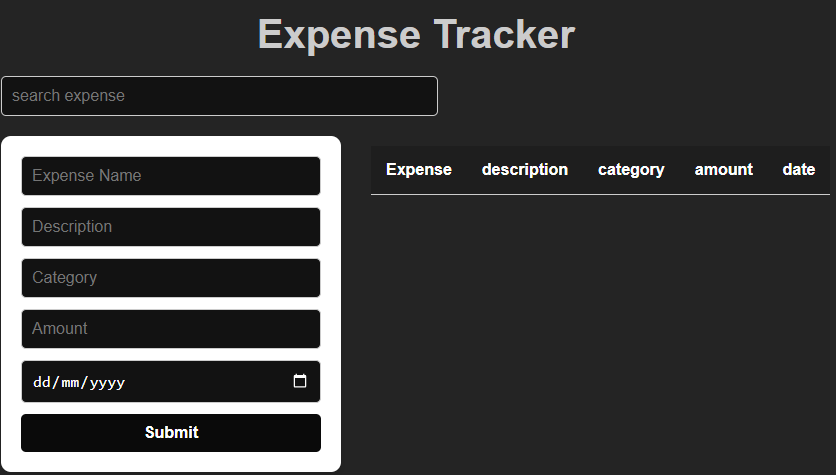 Expense Tracker
search expense
Expense Name
Description
Category
Amount
dd/mm/yyyy
Submit
Expense description category amount date